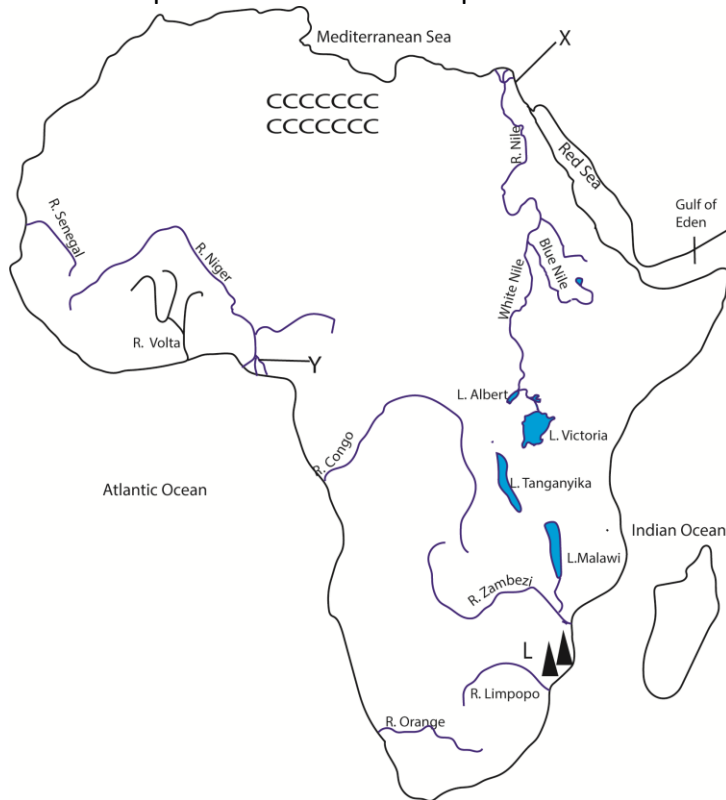 Mediterranean Sea
X
CCCCCCC
CCCCCCC
R. Nile
Red Sea
Gulf of
Eden
R. Senegal
R. Niger
Blue Nile
White Nile
R. Volta
Y
L. Albert
L. Victoria
R. Congo
L. Tanganyika
Atlantic Ocean
Indian Ocean
L.Malawi
R. Zambezi
L
R. Limpopo
R. Orange